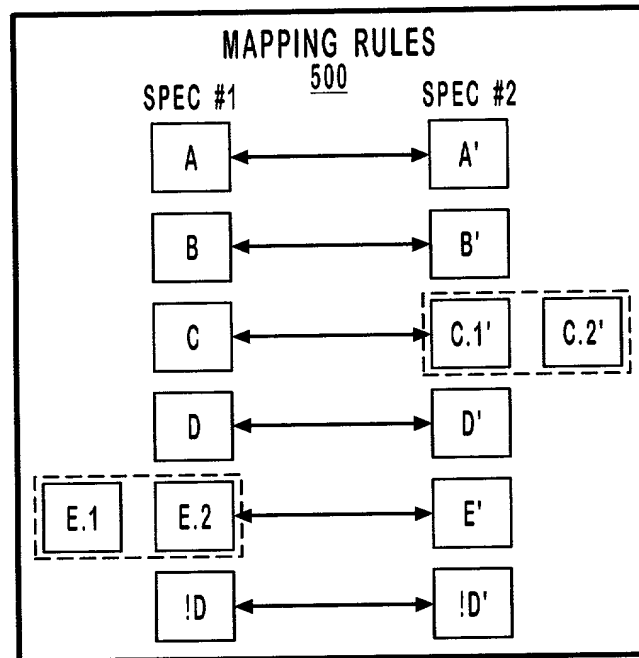 MAPPING RULES
500
SPEC #1 SPEC #2
A A'
B B'
C C.1' C.2'
D D'
E.1 E.2 E'
!D !D'